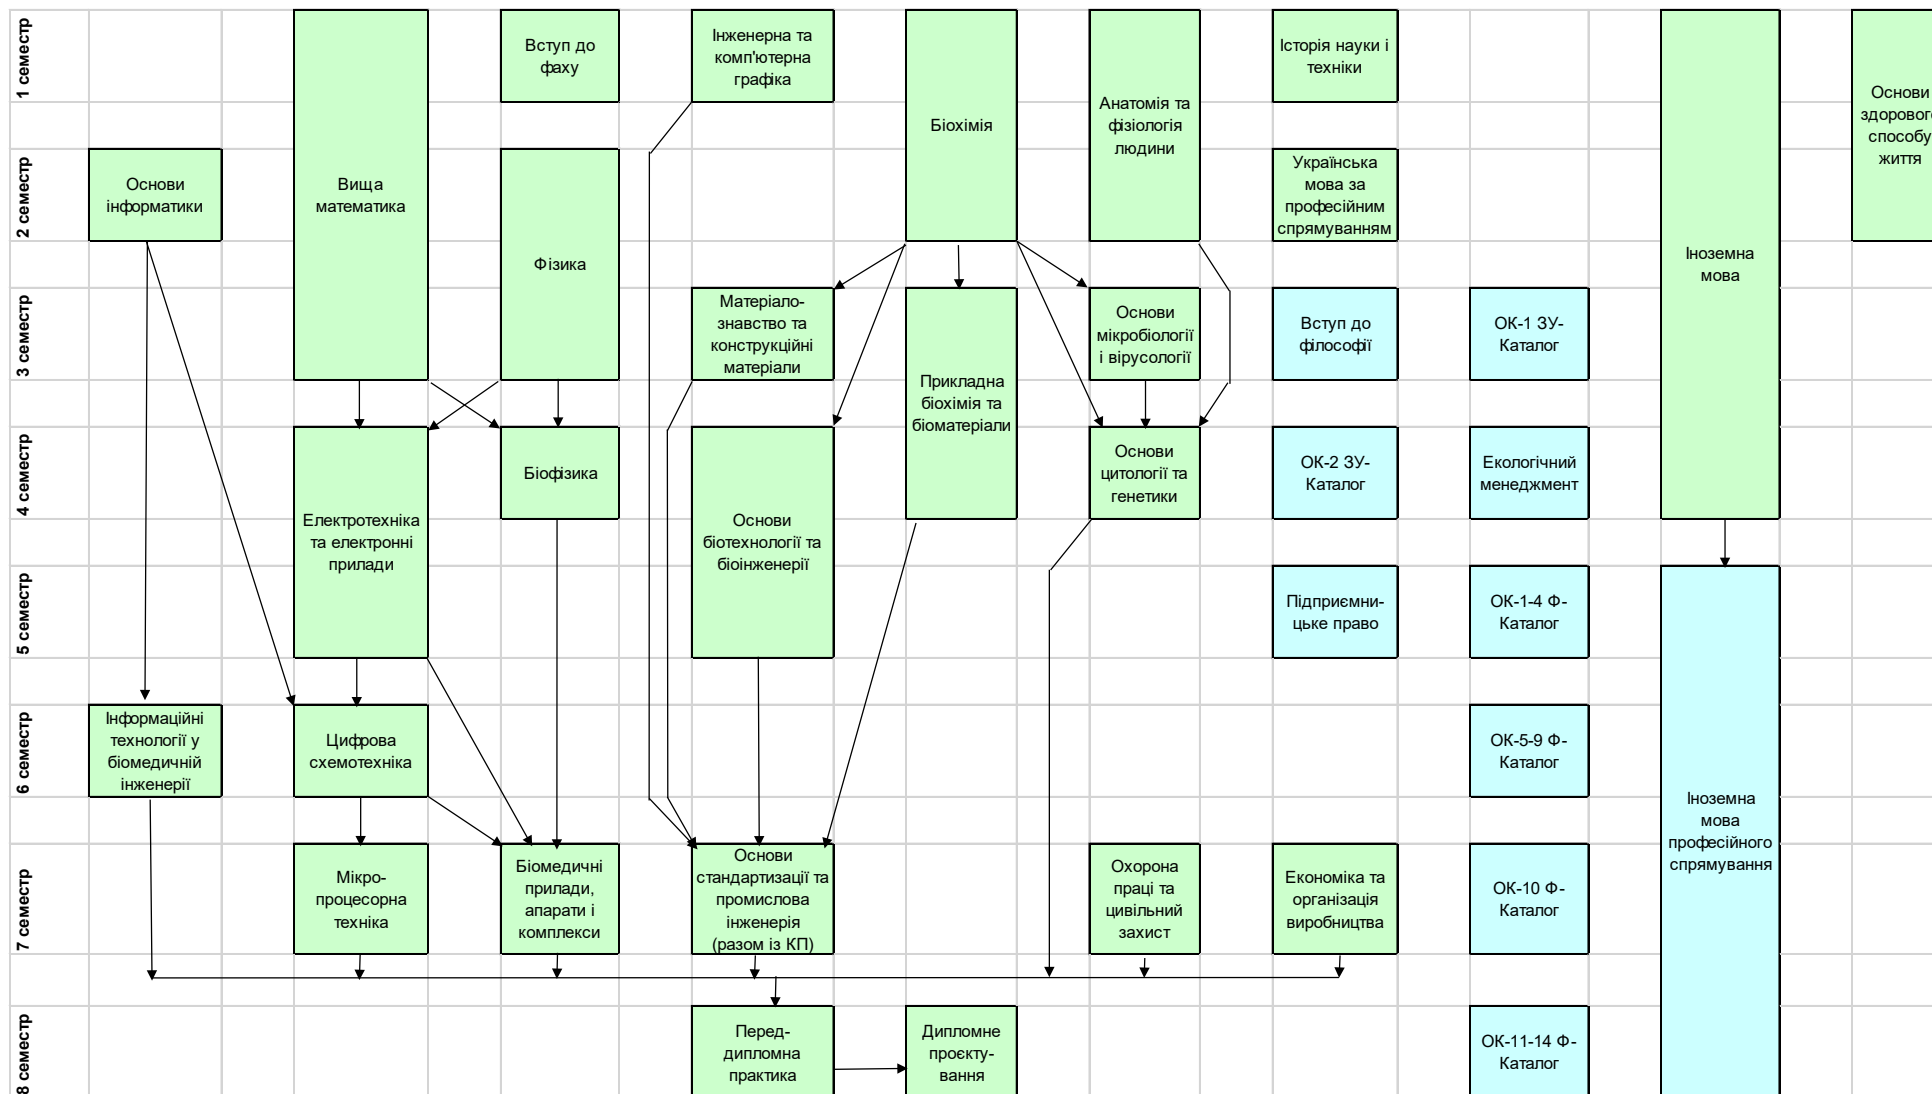 1 семестр
Вступ до
фаху
Інженерна та
комп'ютерна
графіка
Історія науки і
техніки
Біохімія
Анатомія та
фізіологія
людини
Основи
здорового
способу
життя
2 семестр
Основи
інформатики
Вища
математика
Фізика
Українська
мова за
професійним
спрямуванням
Іноземна
мова
3 семестр
Матеріало-
знавство та
конструкційні
матеріали
Прикладна
біохімія та
біоматеріали
Основи
мікробіології
і вірусології
Вступ до
філософії
ОК-1 ЗУ-
Каталог
4 семестр
Електротехніка
та електронні
прилади
Біофізика
Основи
біотехнології та
біоінженерії
Основи
цитології та
генетики
ОК-2 ЗУ-
Каталог
Екологічний
менеджмент
5 семестр
Підприємни-
цьке право
ОК-1-4 Ф-
Каталог
6 семестр
Інформаційні
технології у
біомедичній
інженерії
Цифрова
схемотехніка
ОК-5-9 Ф-
Каталог
Іноземна
мова
професійного
спрямування
7 семестр
Мікро-
процесорна
техніка
Біомедичні
прилади,
апарати і
комплекси
Основи
стандартизації та
промислова
інженерія
(разом із КП)
Охорона
праці та
цивільний
захист
Економіка та
організація
виробництва
ОК-10 Ф-
Каталог
8 семестр
Перед-
дипломна
практика
Дипломне
проєкту-
вання
ОК-11-14 Ф-
Каталог